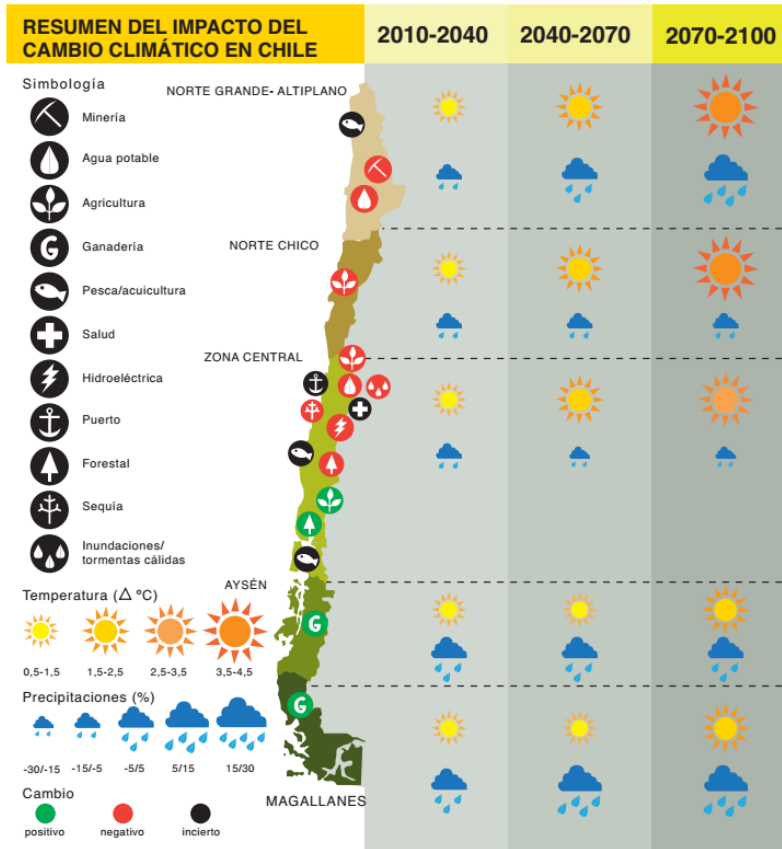 RESUMEN DEL IMPACTO DEL
CAMBIO CLIMÁTICO EN CHILE
2010-2040
2040-2070
2070-2100
Simbología
Minería
Agua potable
Agricultura
G
Ganadería
Pesca/acuicultura
Salud
Hidroeléctrica
Puerto
Forestal
Sequía
Inundaciones/
tormentas cálidas
NORTE GRANDE- ALTIPLANO
NORTE CHICO
ZONA CENTRAL
AYSÉN
G
G
MAGALLANES
Temperatura (△ ºC)
0,5-1,5
1,5-2,5
2,5-3,5
3,5-4,5
Precipitaciones (%)
-30/-15
-15/-5
-5/5
5/15
15/30
Cambio
positivo
negativo
incierto